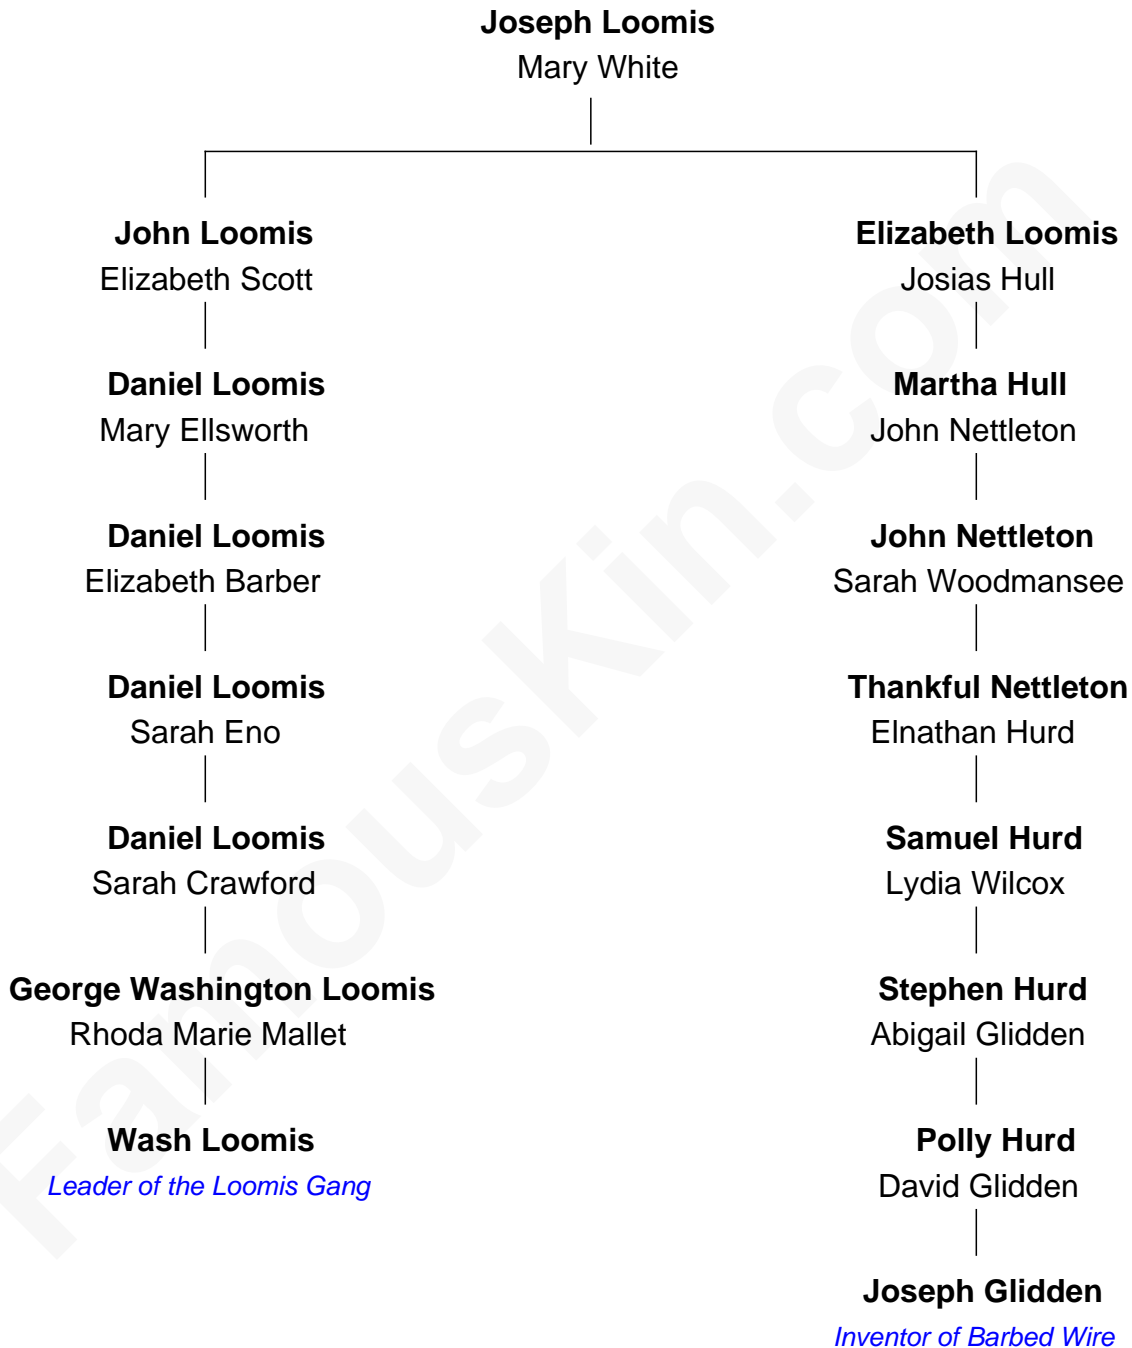 Joseph Loomis
Mary White
John Loomis
Elizabeth Scott
Elizabeth Loomis
Josias Hull
Daniel Loomis
Mary Ellsworth
Martha Hull
John Nettleton
Daniel Loomis
Elizabeth Barber
John Nettleton
Sarah Woodmansee
Daniel Loomis
Sarah Eno
Thankful Nettleton
Elnathan Hurd
Daniel Loomis
Sarah Crawford
Samuel Hurd
Lydia Wilcox
George Washington Loomis
Rhoda Marie Mallet
Stephen Hurd
Abigail Glidden
Wash Loomis
Leader of the Loomis Gang
Polly Hurd
David Glidden
Joseph Glidden
Inventor of Barbed Wire
FamousKin.com